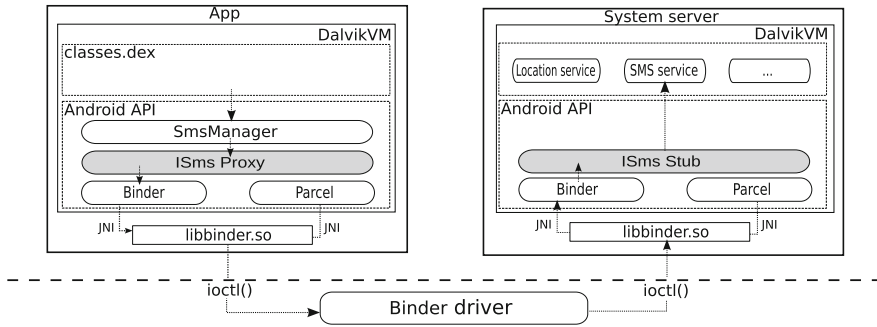 App
DalvikVM
classes.dex
Android API
SmsManager
ISms Proxy
Binder
Parcel
JNI
JNI
libbinder.so
ioctl()
System server
DalvikVM
Location service
SMS service
...
Android API
ISms Stub
Binder
Parcel
JNI
JNI
libbinder.so
ioctl()
Binder driver